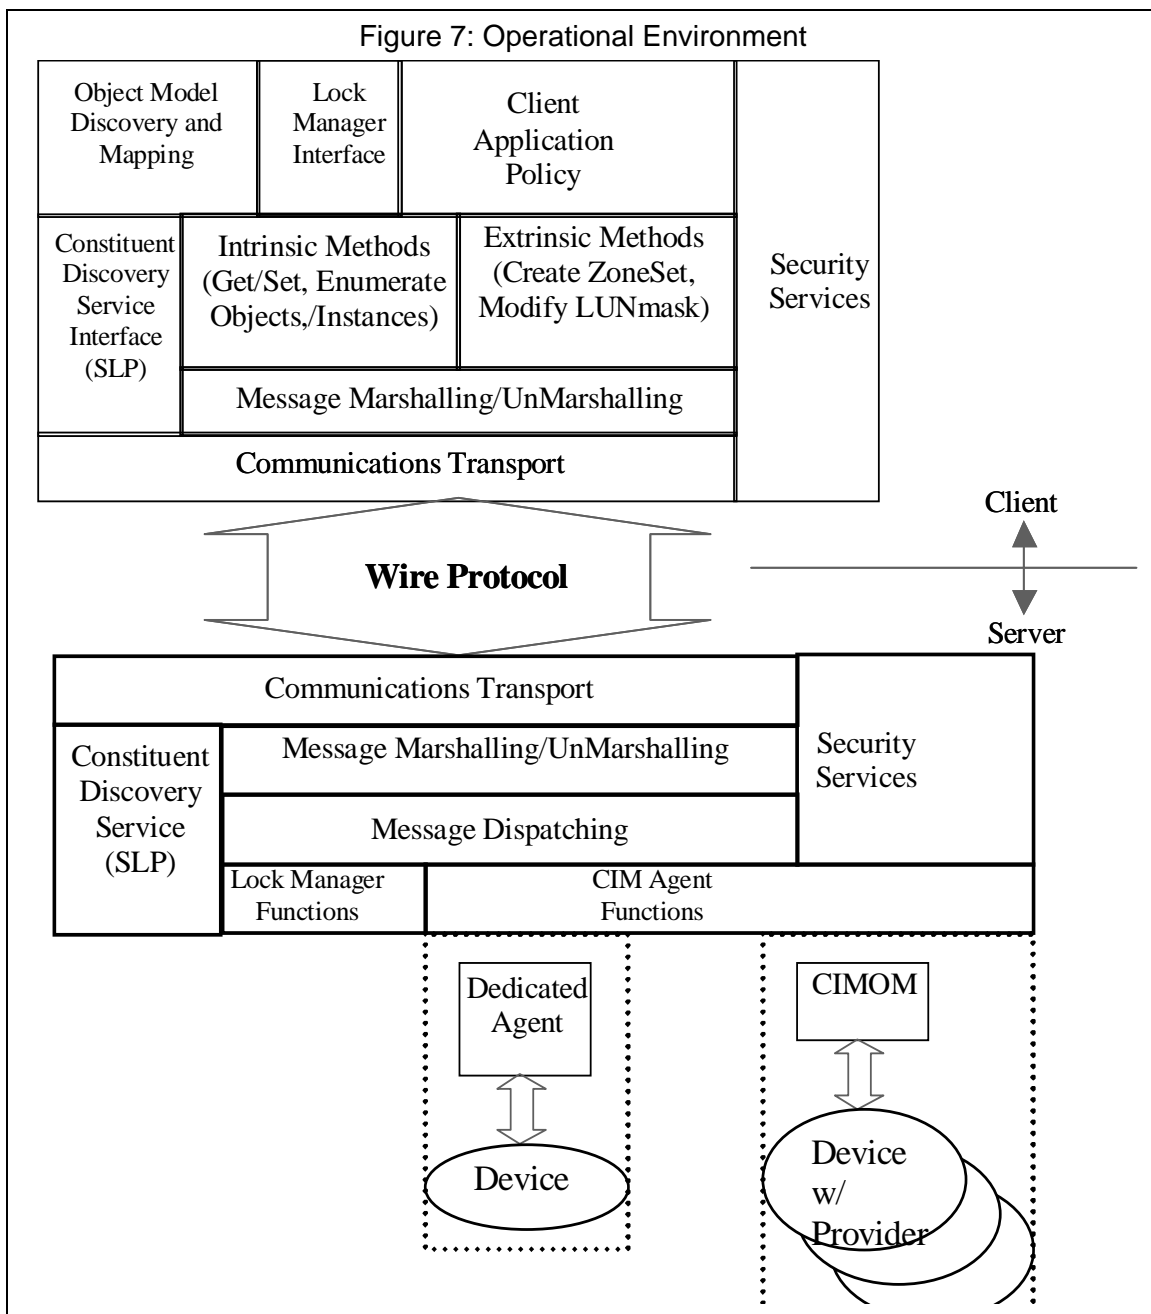 Figure 7: Operational Environment
Object Model
Discovery and
Mapping
Lock
Manager
Interface
Client
Application
Policy
Constituent
Discovery
Service
Interface
(SLP)
Intrinsic Methods
(Get/Set, Enumerate
Objects,/Instances)
Extrinsic Methods
(Create ZoneSet,
Modify LUNmask)
Security
Services
Message Marshalling/UnMarshalling
Communications Transport
Client
Wire Protocol
Server
Communications Transport
Constituent
Discovery
Service
(SLP)
Message Marshalling/UnMarshalling
Security
Services
Message Dispatching
Lock Manager
Functions
CIM Agent
Functions
Dedicated
Agent
CIMOM
Device
Device
w/
Provider